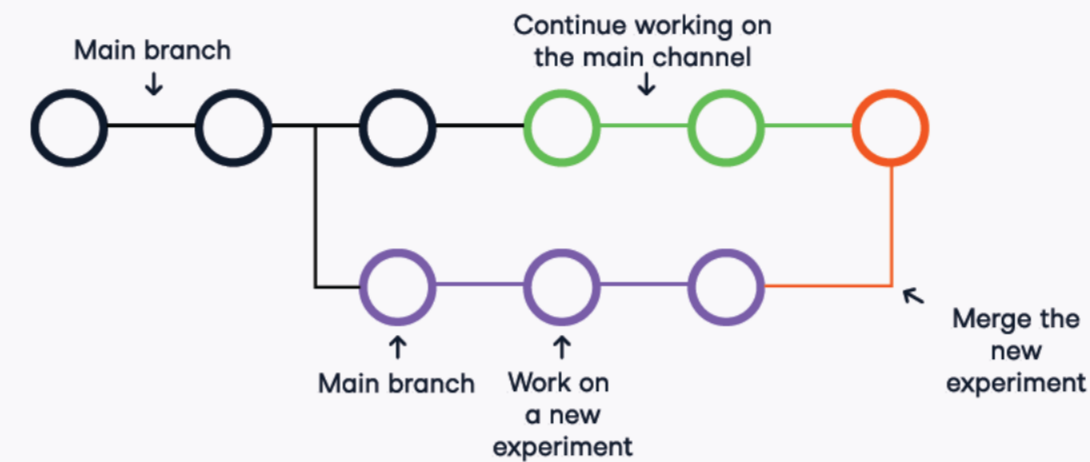 Main branch
Continue working on
the main channel
Main branch
Work on
a new
experiment
Merge the
new
experiment